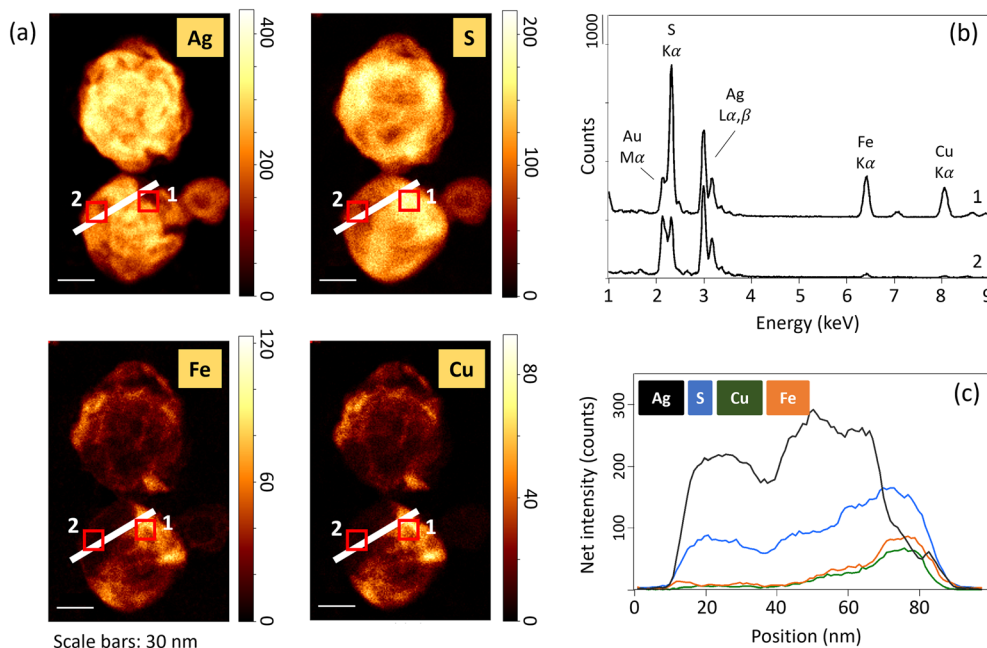 (a)
Ag
400
200
0
2
1
S
200
100
0
2
1
Fe
120
60
0
2
1
Cu
80
40
0
2
1
Scale bars: 30 nm
(b)
1000
Counts
S
Kα
Au
Mα
Ag
Lα,β
Fe
Kα
Cu
Kα
1
2
1 2 3 4 5 6 7 8 9
Energy (keV)
(c)
Ag S Cu Fe
300
200
100
Net intensity (counts)
0 20 40 60 80
Position (nm)